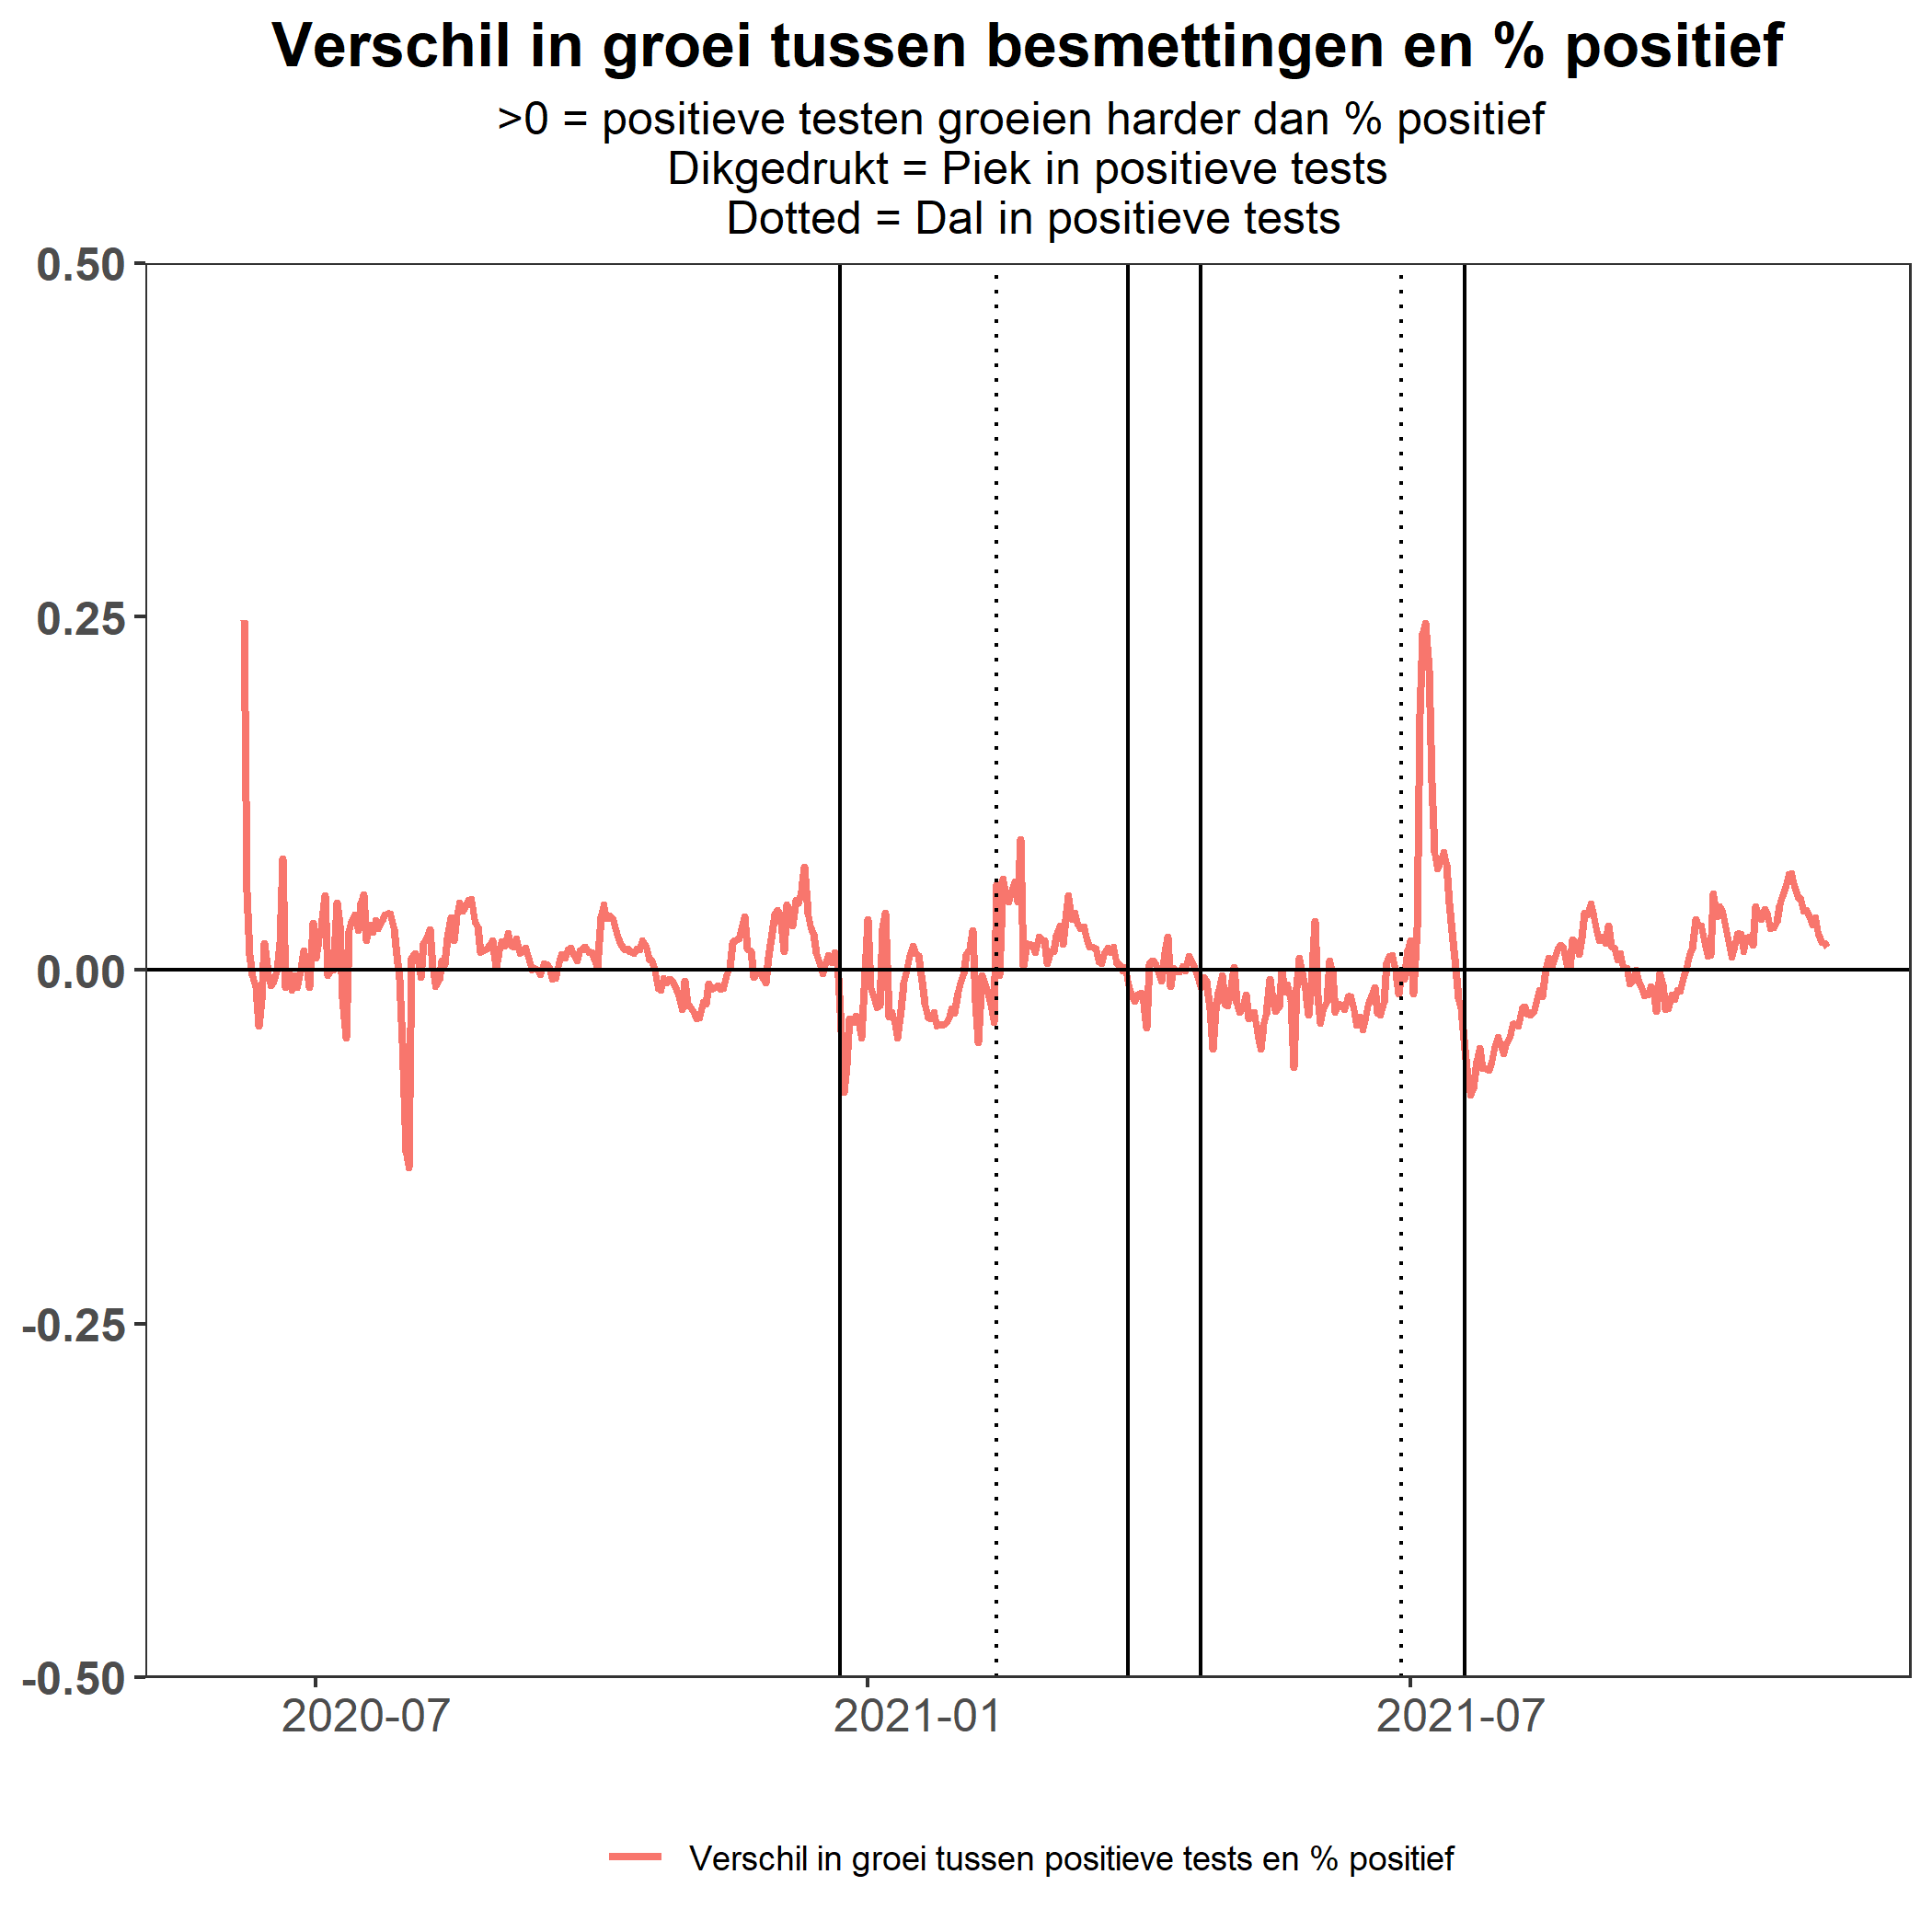 Verschil in groei tussen besmettingen en % positief
>0 = positieve testen groeien harder dan % positief
Dikgedrukt = Piek in positieve tests
Dotted = Dal in positieve tests
0.50
0.25
0.00
-0.25
-0.50
2020-07
2021-01
2021-07
Verschil in groei tussen positieve tests en % positief